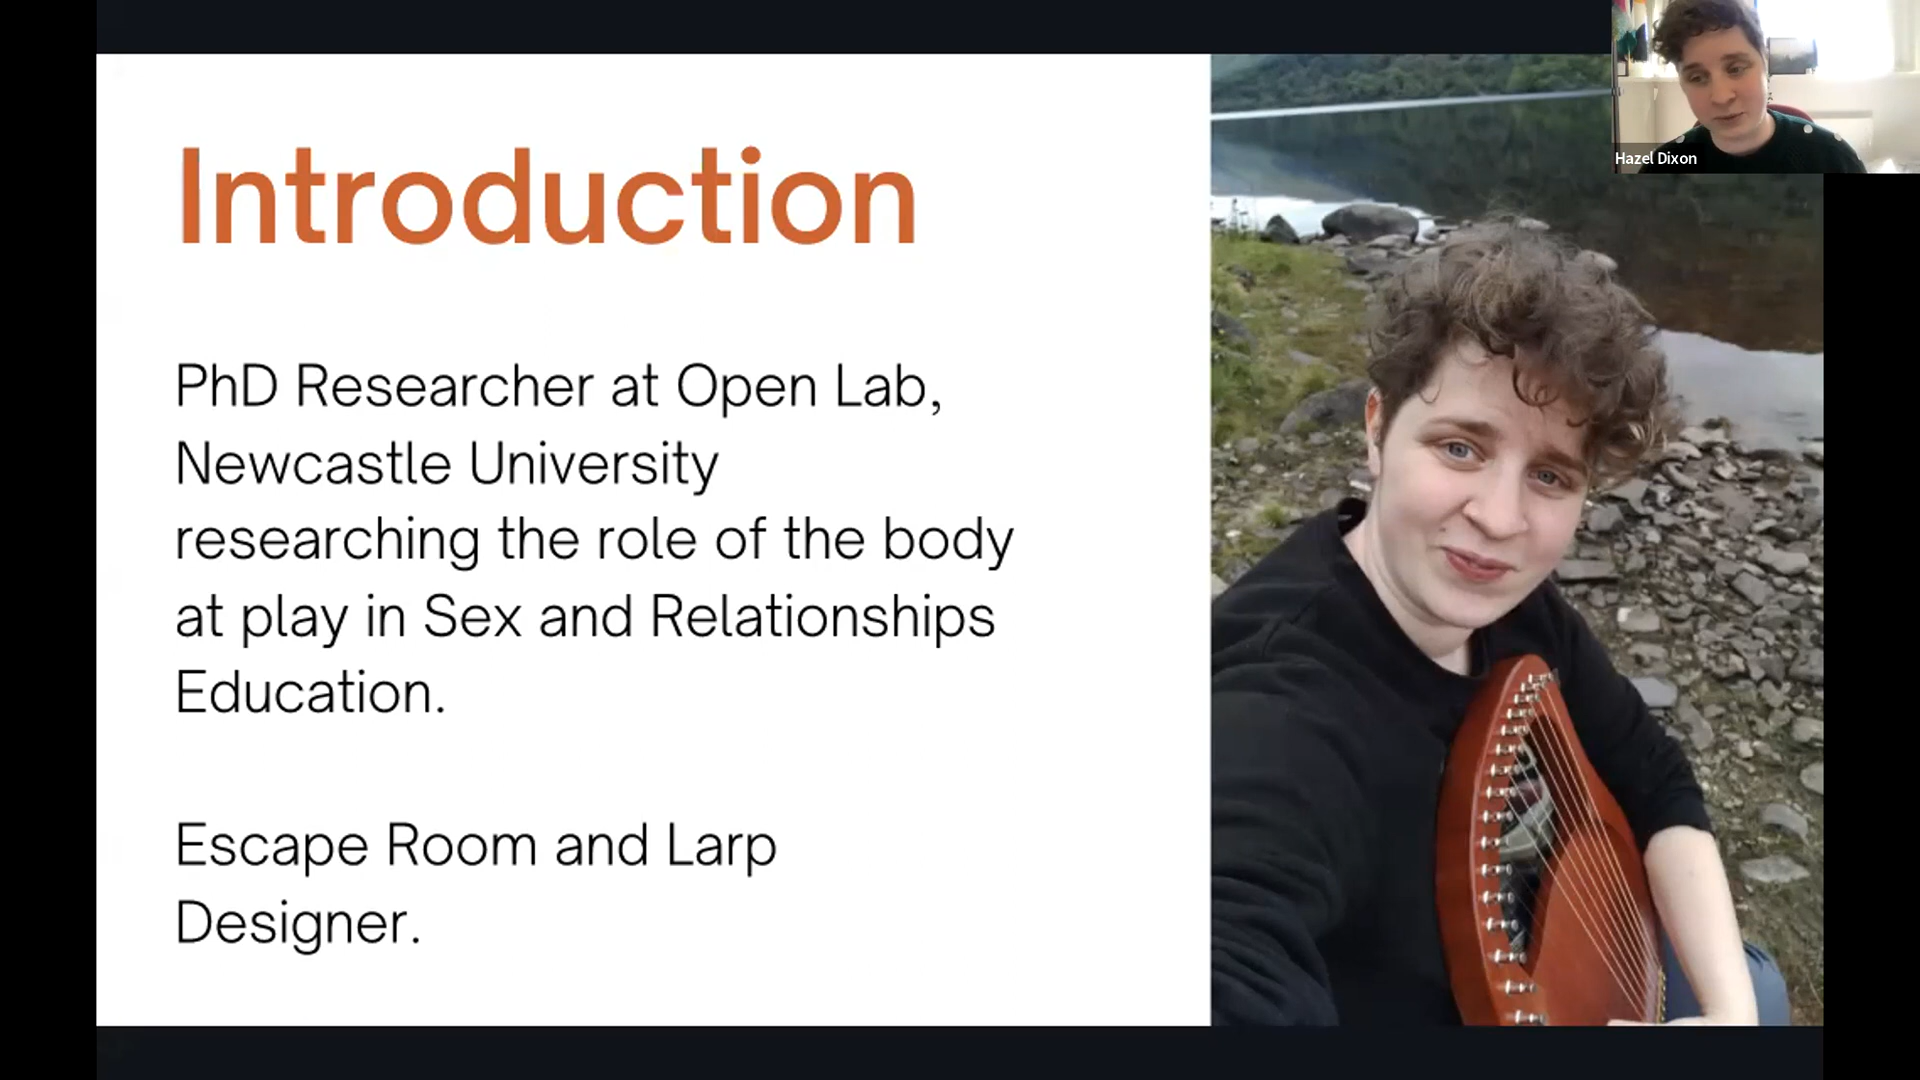 Introduction
PhD Researcher at Open Lab,
Newcastle University
researching the role of the body
at play in Sex and Relationships
Education.
Escape Room and Larp
Designer.
Hazel Dixon